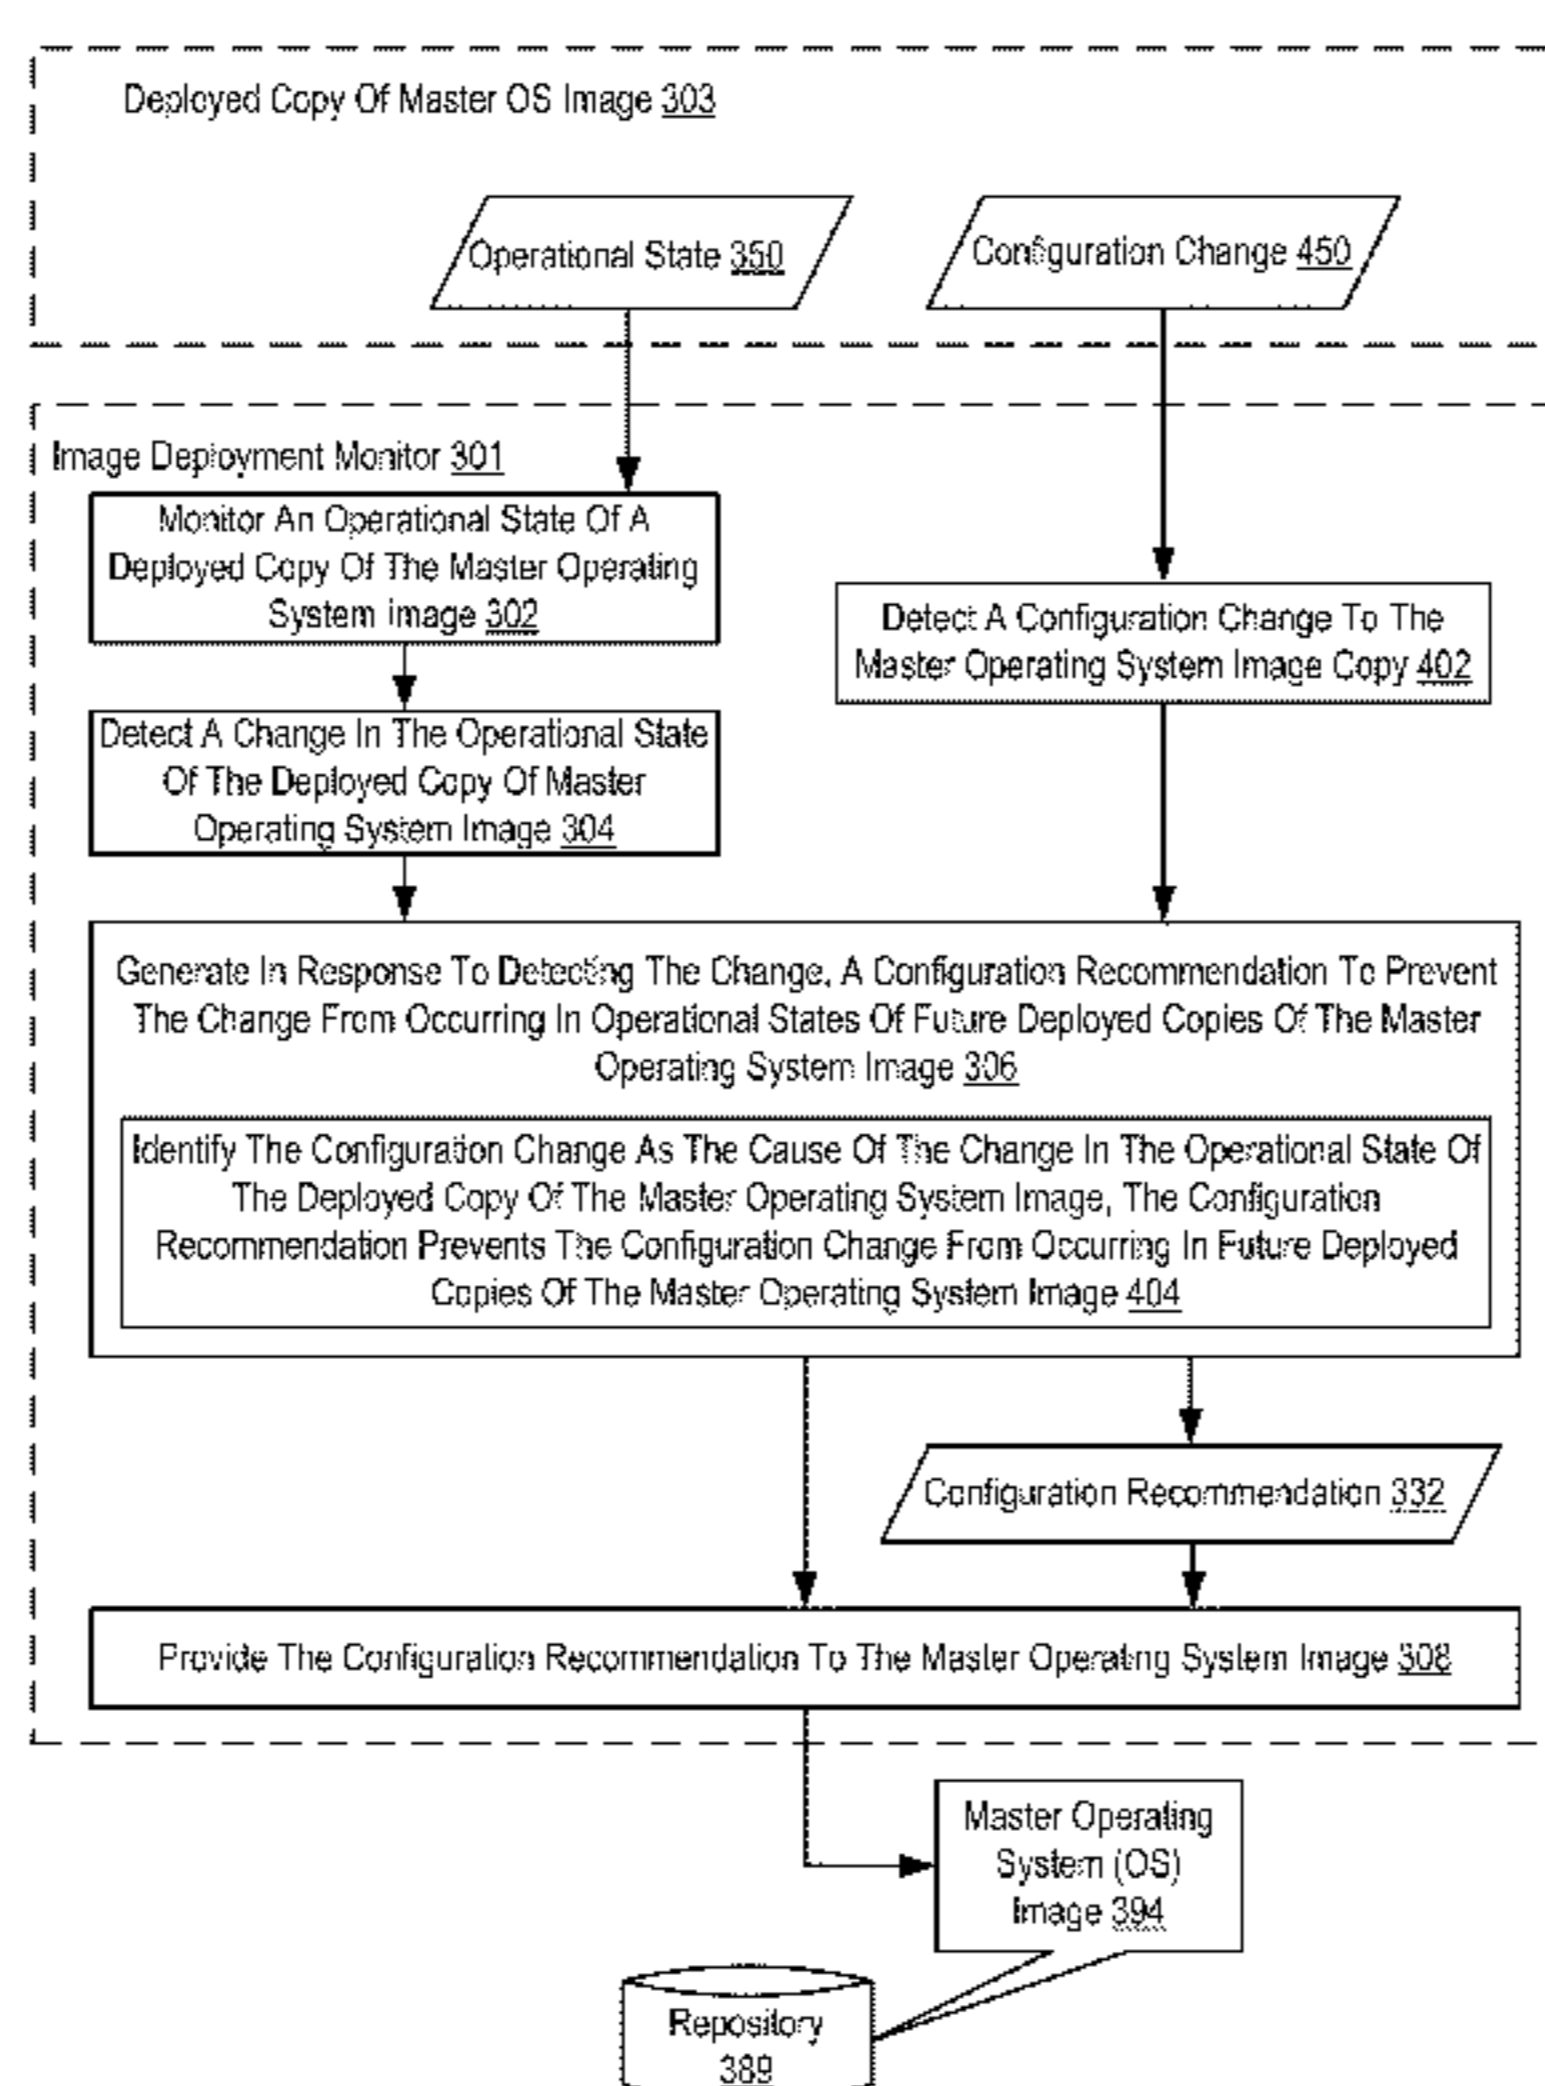 Deployed Copy Of Master OS Image 303
Operational State 350
Configuration Change 450
Image Deployment Monitor 301
Monitor An Operational State Of A
Deployed Copy Of The Master Operating
System Image 302
Detect A Configuration Change To The
Master Operating System Image Copy 402
Detect A Change In The Operational State
Of The Deployed Copy Of Master
Operating System Image 304
Generate In Response To Detecting The Change, A Configuration Recommendation To Prevent
The Change From Occurring In Operational States Of Future Deployed Copies Of The Master
Operating System Image 306
Identify The Configuration Change As The Cause Of The Change In The Operational State Of
The Deployed Copy Of The Master Operating System Image, The Configuration
Recommendation Prevents The Configuration Change From Occurring In Future Deployed
Copies Of The Master Operating System Image 404
Configuration Recommendation 332
Provide The Configuration Recommendation To The Master Operating System Image 308
Master Operating
System (OS)
Image 394
Repository
389